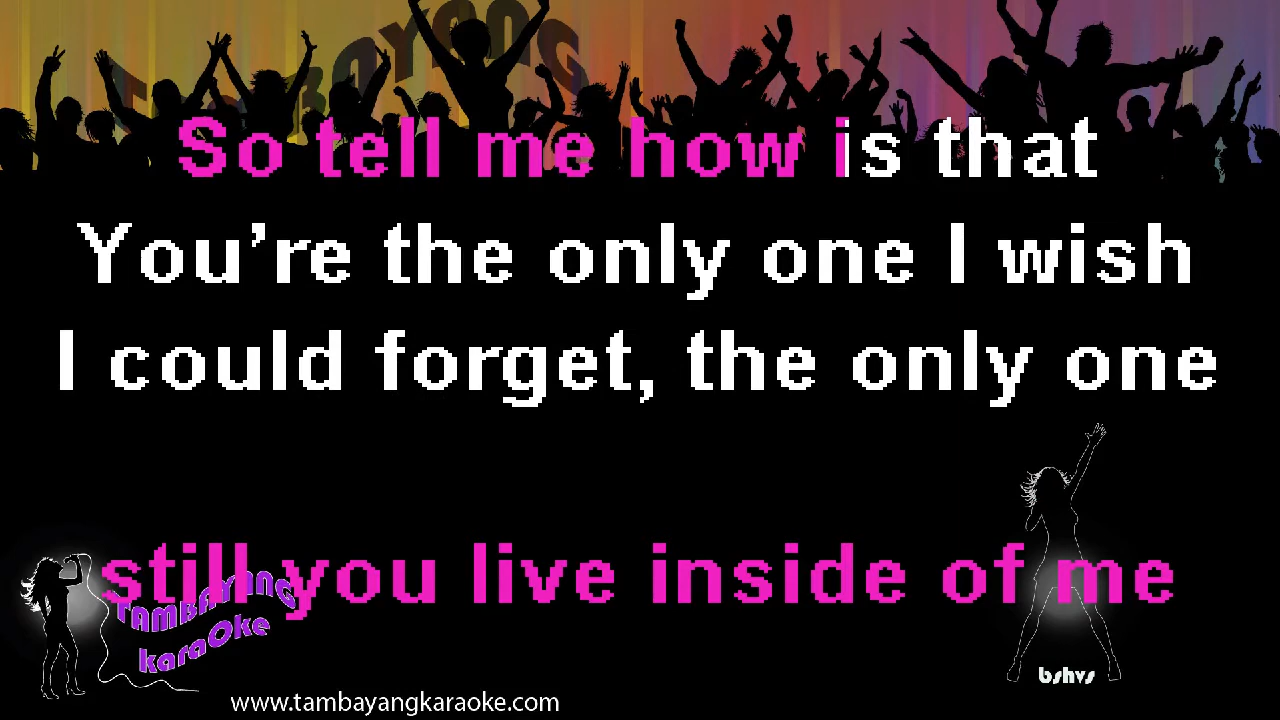 TAMBAYANG
So tell me how is that
You’re the only one I wish
I could forget, the only one
still you live inside of me
TAMBAYANG
karaOke
bshvs
www.tambayangkaraoke.com